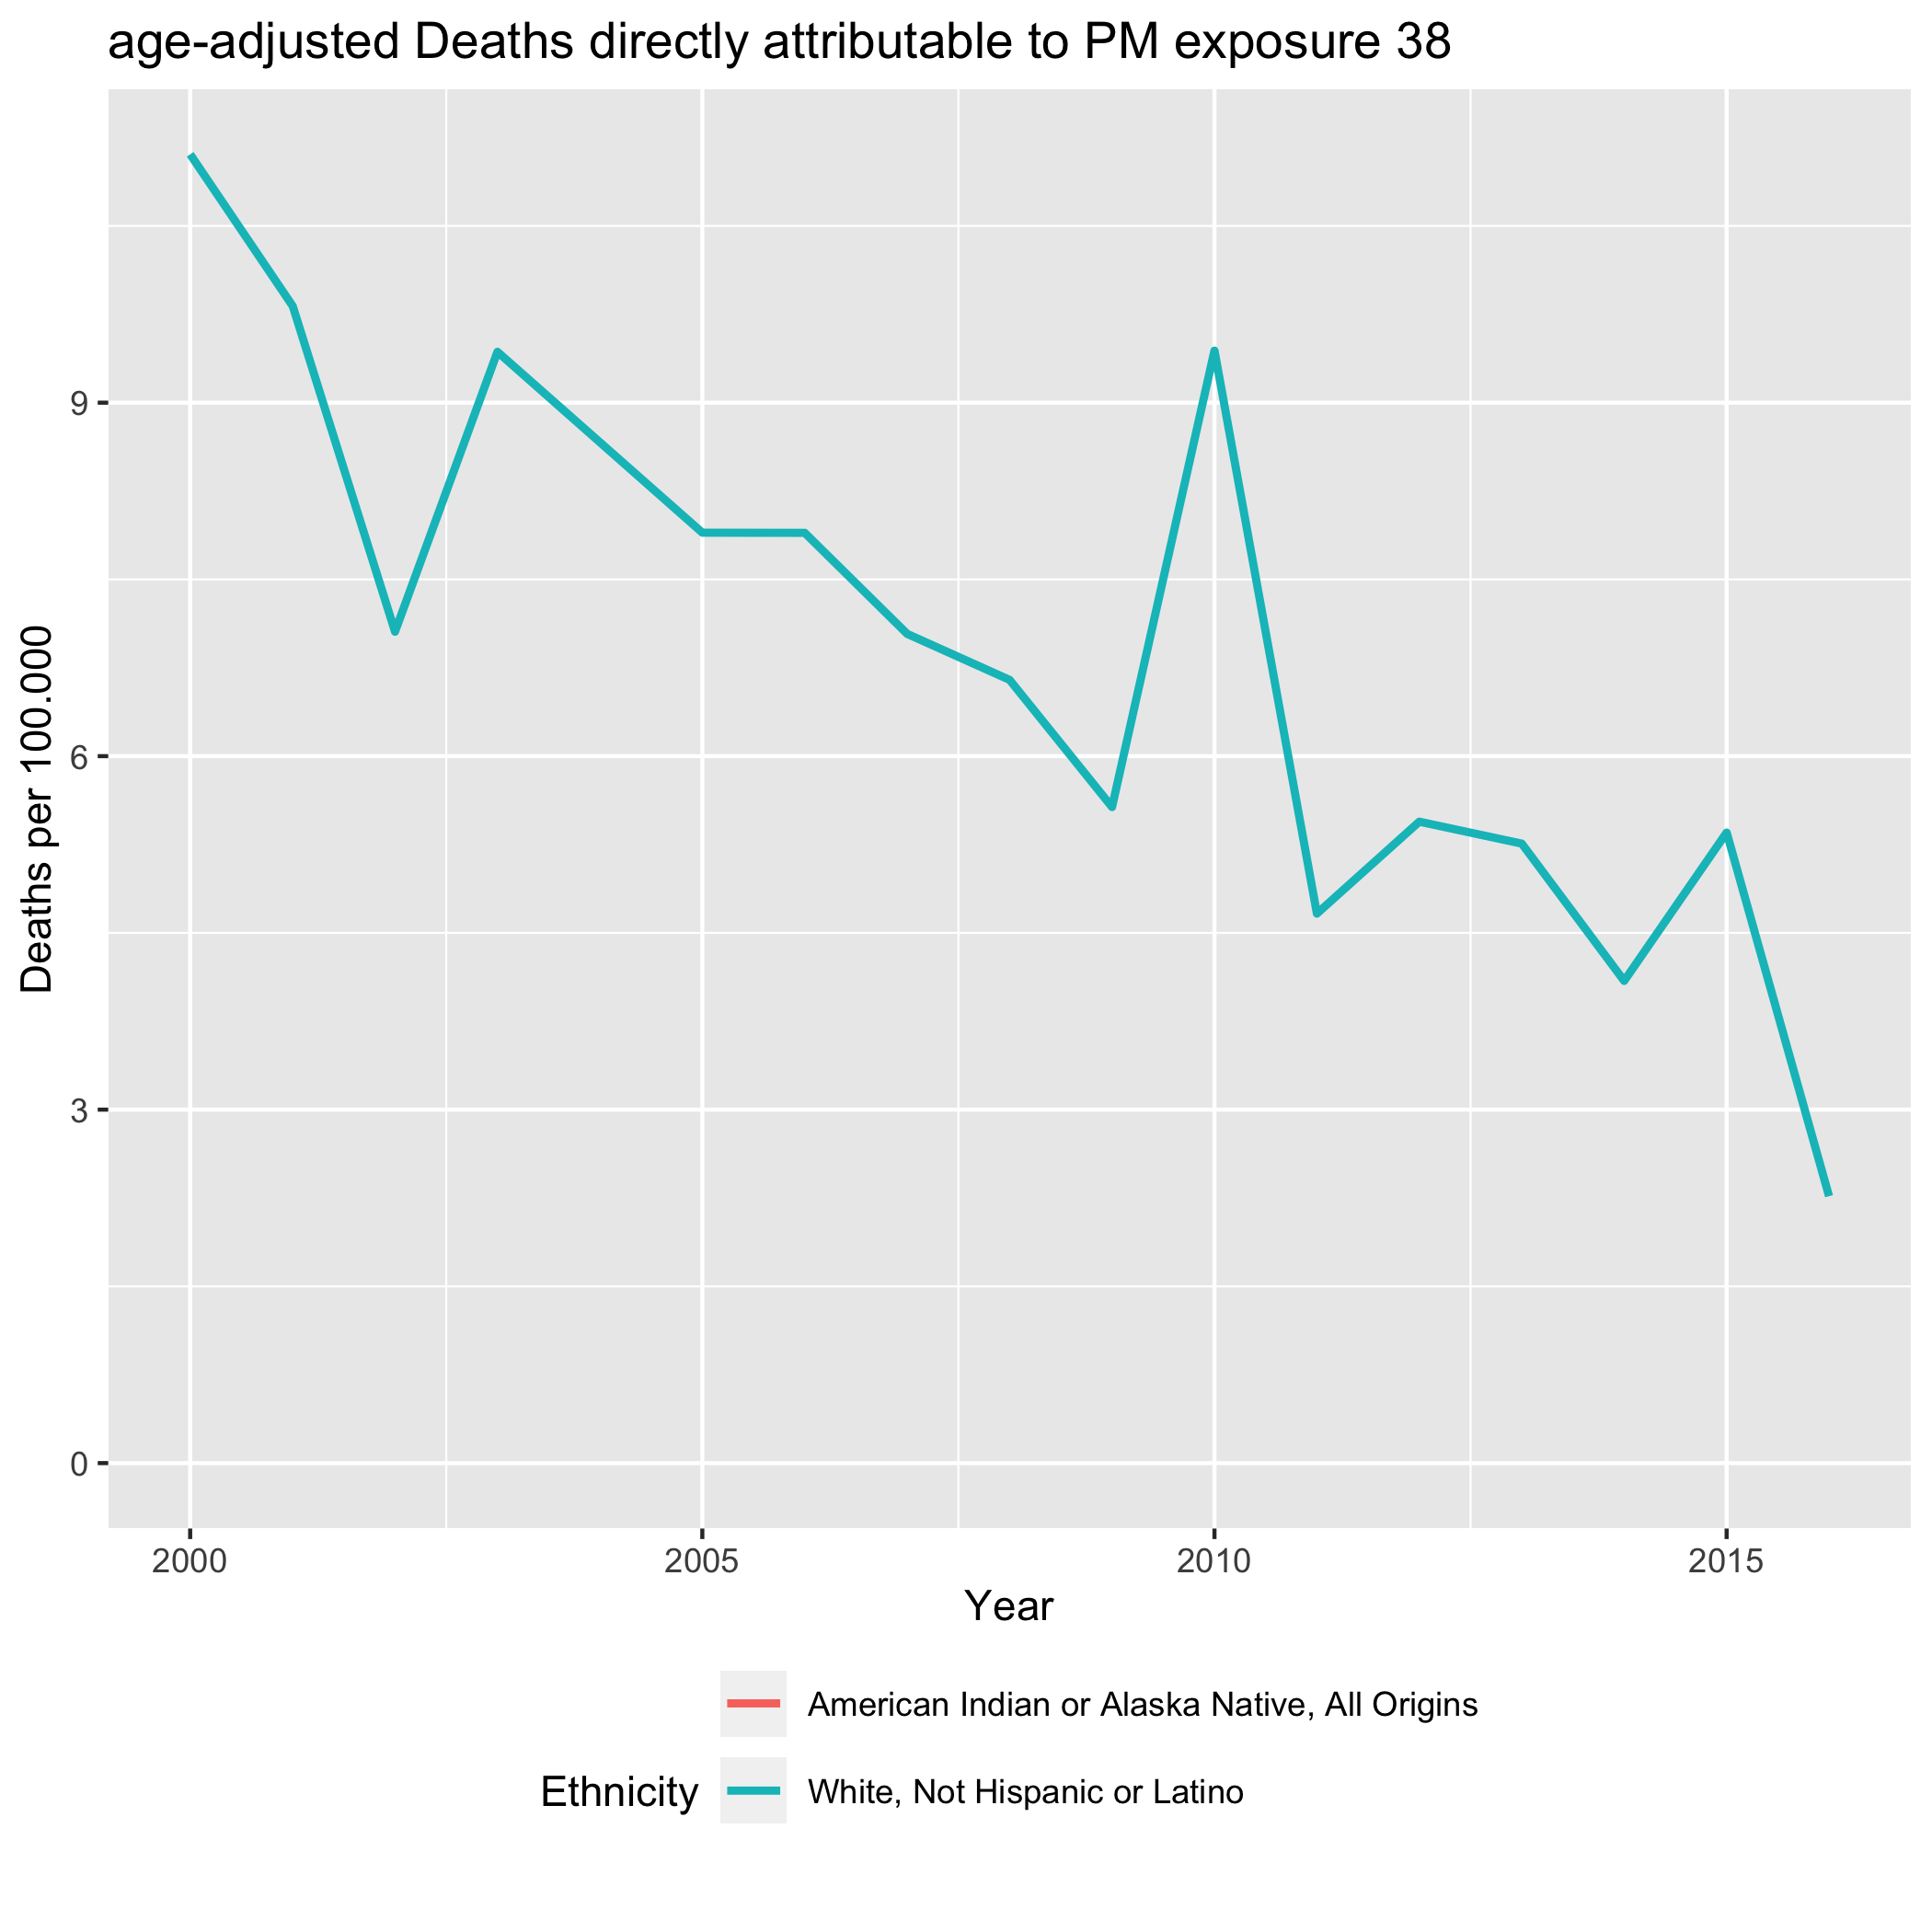 age-adjusted Deaths directly attributable to PM exposure 38
Deaths per 100.000
9
6
3
0
2000 2005 2010 2015
Year
Ethnicity
American Indian or Alaska Native, All Origins
White, Not Hispanic or Latino